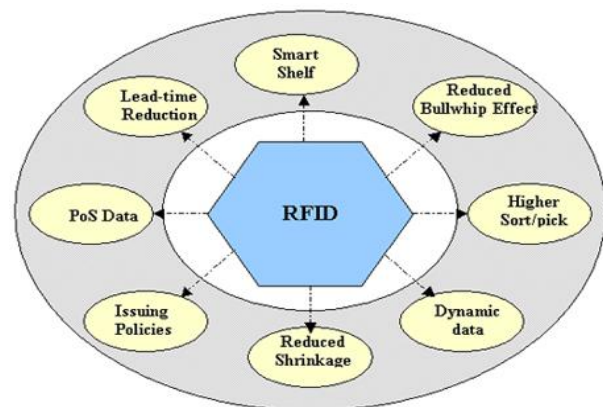 Smart
Shelf
Lead-time
Reduction
Reduced
Bullwhip Effect
PoS Data
RFID
Higher
Sort/pick
Issuing
Policies
Reduced
Shrinkage
Dynamic
data